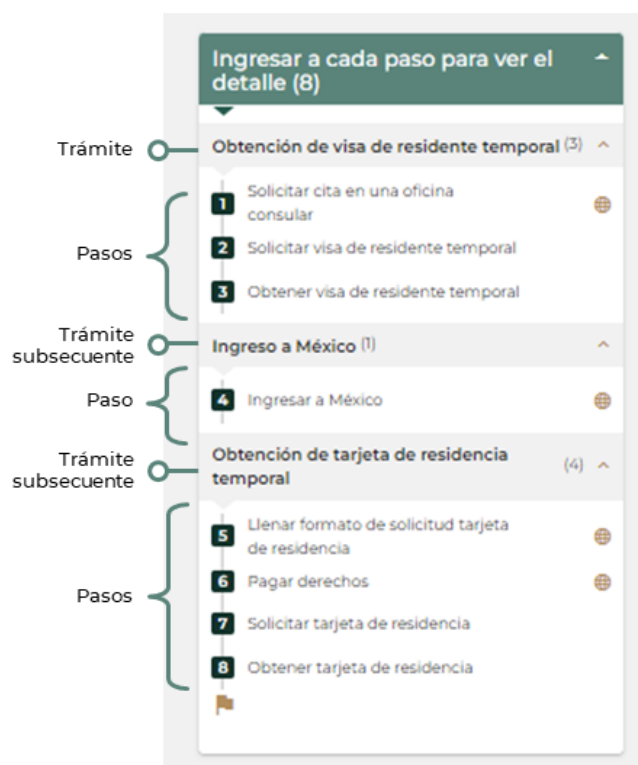 Ingresar a cada paso para ver el
detalle (8)
Trámite
Obtención de visa de residente temporal (3)
Pasos
1 Solicitar cita en una oficina
consular
2 Solicitar visa de residente temporal
3 Obtener visa de residente temporal
Trámite
subsecuente
Ingreso a México (1)
Paso
4 Ingresar a México
Trámite
subsecuente
Obtención de tarjeta de residencia
temporal (4)
Pasos
5 Llenar formato de solicitud tarjeta
de residencia
6 Pagar derechos
7 Solicitar tarjeta de residencia
8 Obtener tarjeta de residencia